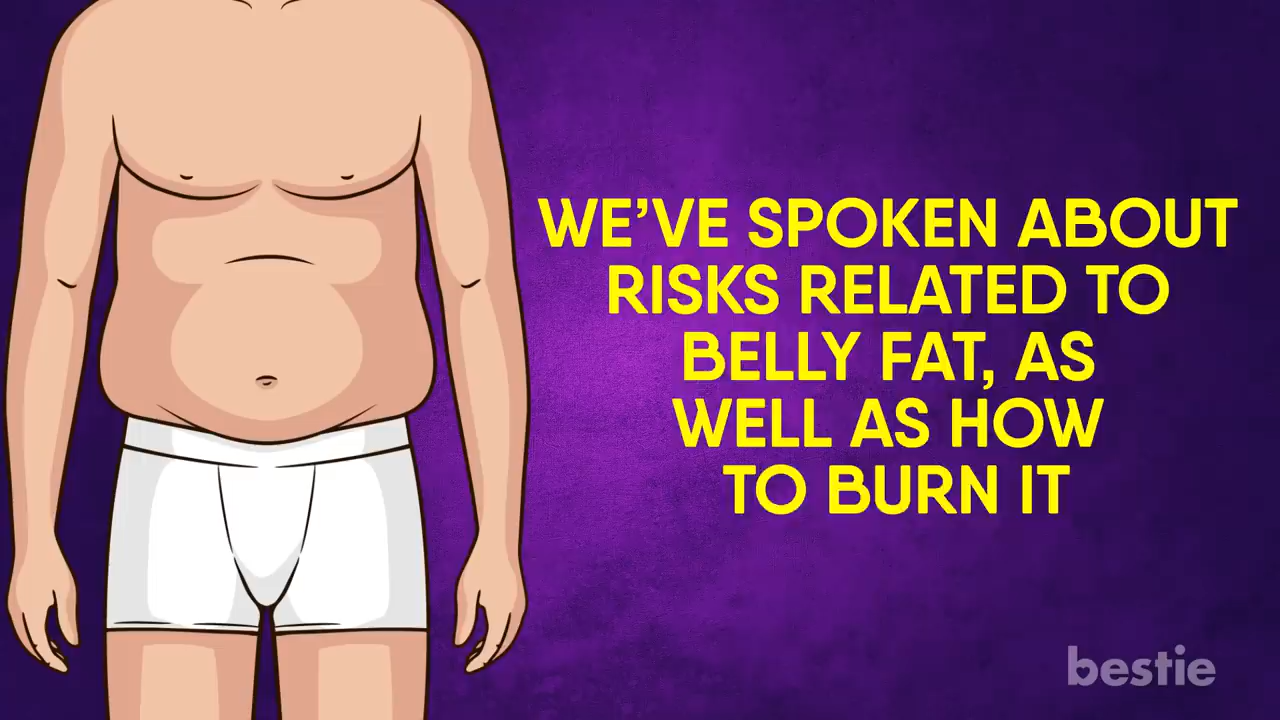 WE'VE SPOKEN ABOUT
RISKS RELATED TO
BELLY FAT, AS
WELL AS HOW
TO BURN IT
bestie